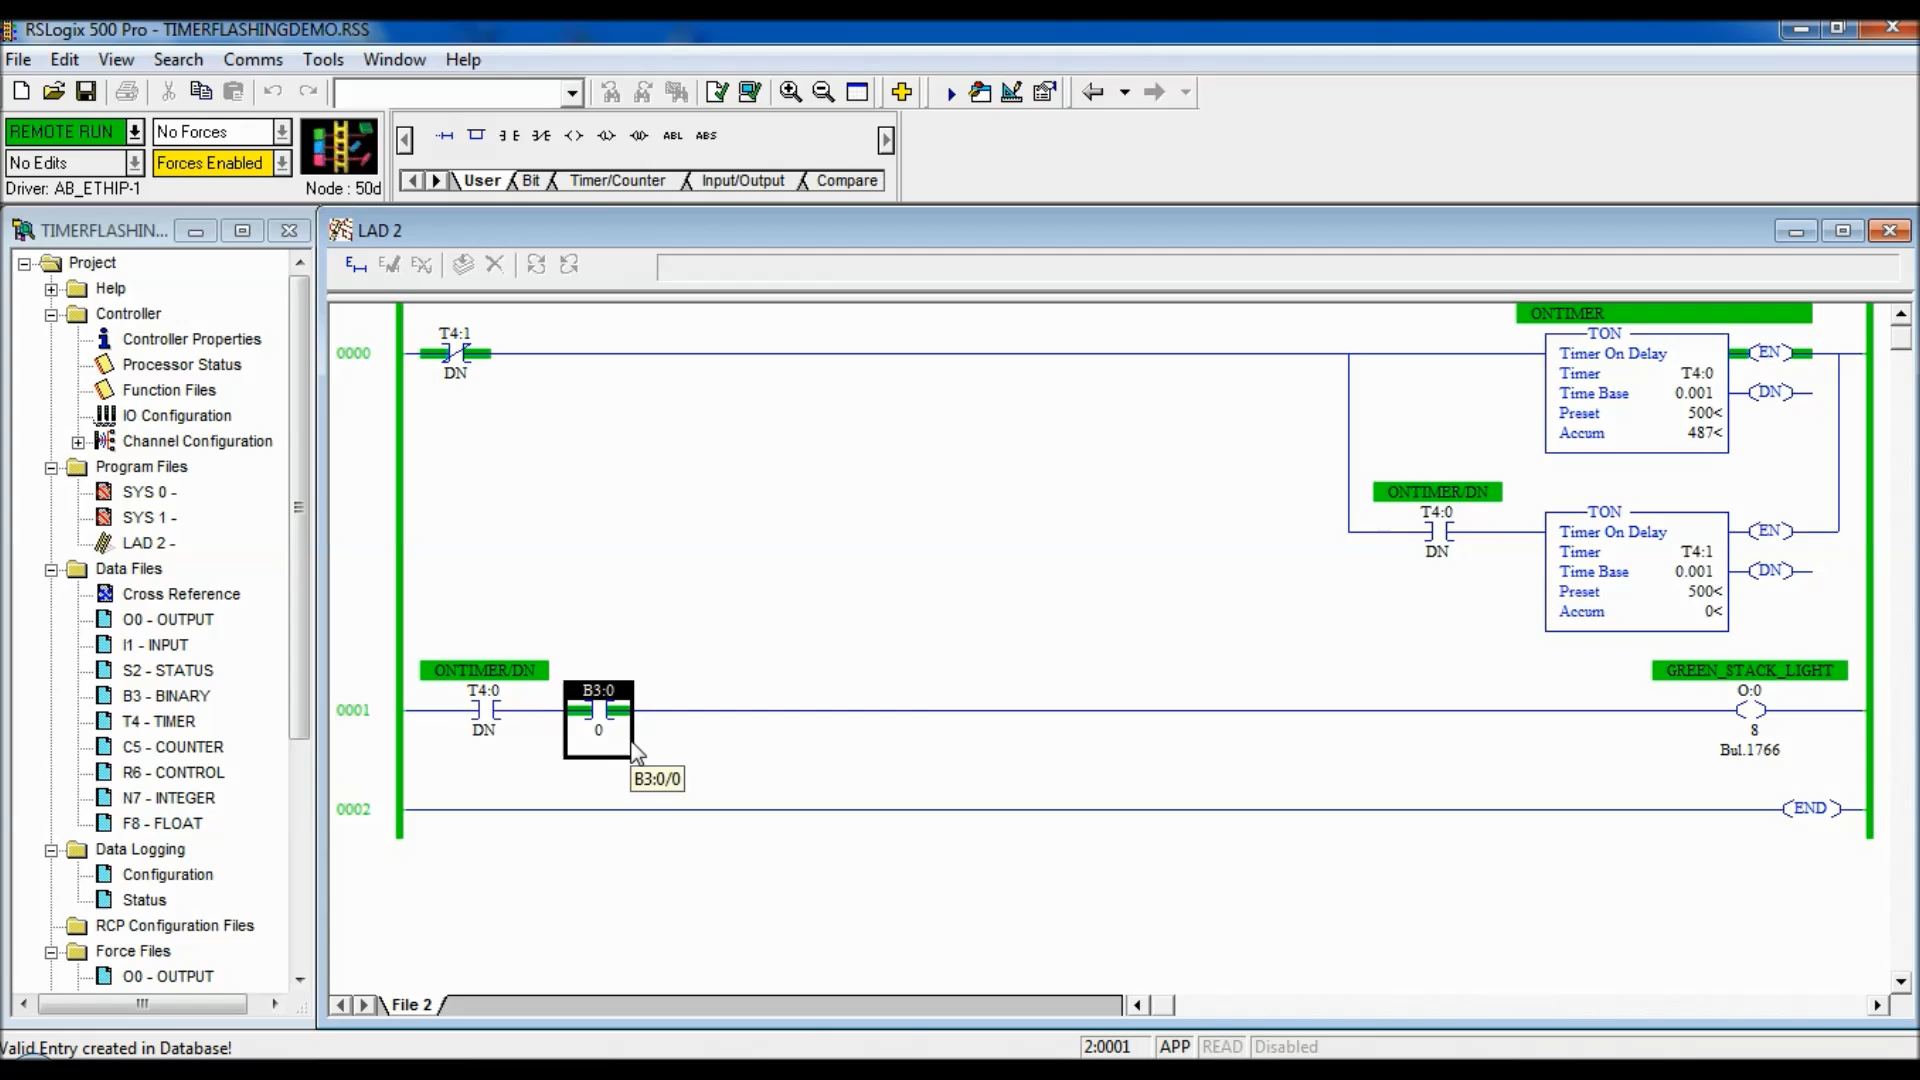 RSLogix 500 Pro - TIMERFLASHINGDEMO.RSS
File Edit View Search Comms Tools Window Help
REMOTE RUN No Forces
No Edits Forces Enabled
Driver: AB_ETHIP-1 Node : 50d
ABL ABS
User Bit Timer/Counter Input/Output Compare
TIMERFLASHIN...
Project
Help
Controller
Controller Properties
Processor Status
Function Files
IO Configuration
Channel Configuration
Program Files
SYS 0 -
SYS 1 -
LAD 2 -
Data Files
Cross Reference
O0 - OUTPUT
I1 - INPUT
S2 - STATUS
B3 - BINARY
T4 - TIMER
C5 - COUNTER
R6 - CONTROL
N7 - INTEGER
F8 - FLOAT
Data Logging
Configuration
Status
RCP Configuration Files
Force Files
O0 - OUTPUT
LAD 2
0000
T4:1
DN
ONTIMER
TON
Timer On Delay
Timer T4:0
Time Base 0.001
Preset 500<
Accum 487<
EN
DN
ONTIMER/DN
T4:0
DN
TON
Timer On Delay
Timer T4:1
Time Base 0.001
Preset 500<
Accum 0<
EN
DN
0001
ONTIMER/DN
T4:0
DN
B3:0
0
B3:0/0
GREEN_STACK_LIGHT
O:0
8
Bul.1766
0002
END
File 2
Valid Entry created in Database!
2:0001 APP READ Disabled